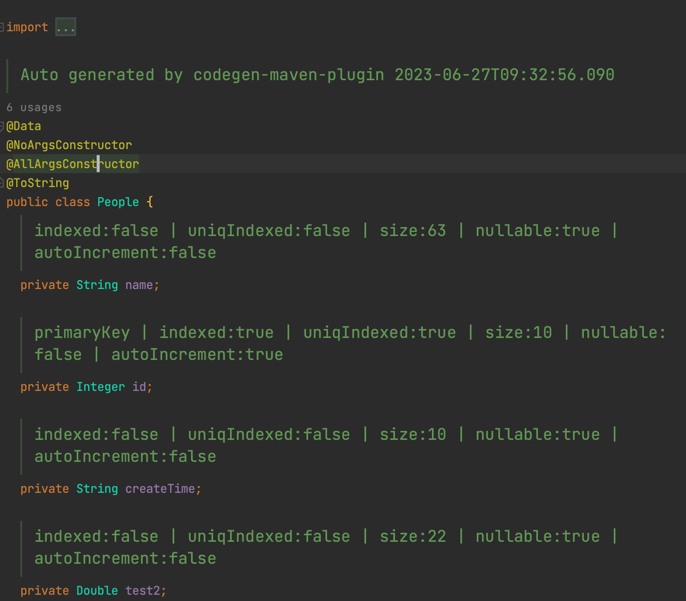 import ...
Auto generated by codegen-maven-plugin 2023-06-27T09:32:56.090
6 usages
@Data
@NoArgsConstructor
@AllArgsConstructor
@ToString
public class People {
indexed:false | uniqIndexed:false | size:63 | nullable:true |
autoIncrement:false
private String name;
primaryKey | indexed:true | uniqIndexed:true | size:10 | nullable:
false | autoIncrement:true
private Integer id;
indexed:false | uniqIndexed:false | size:10 | nullable:true |
autoIncrement:false
private String createTime;
indexed:false | uniqIndexed:false | size:22 | nullable:true |
autoIncrement:false
private Double test2;